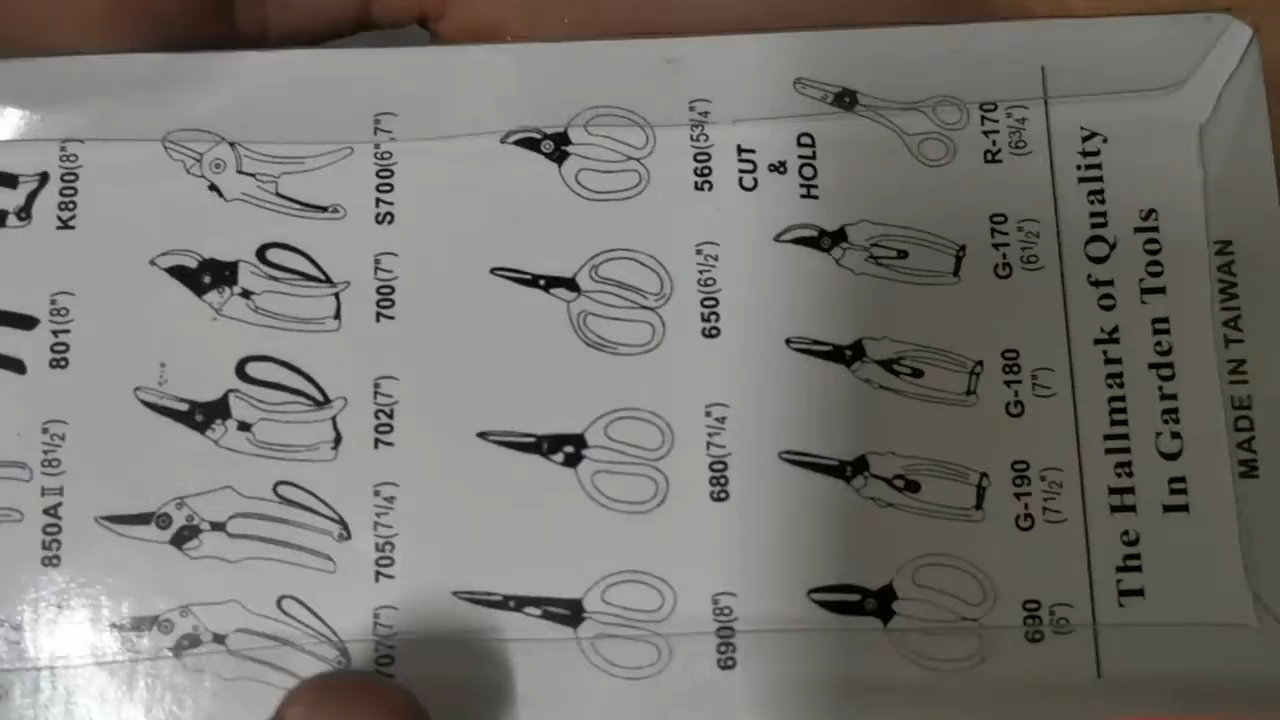 850AⅡ(8½")
801(8")
K800(8")
707(7")
705(7¼")
702(7")
700(7")
S700(6",7")
690(8")
680(7¼")
650(6½")
560(5¾")
CUT
&
HOLD
690
(6")
G-190
(7½")
G-180
(7")
G-170
(6½")
R-170
(6¾")
The Hallmark of Quality
In Garden Tools
MADE IN TAIWAN